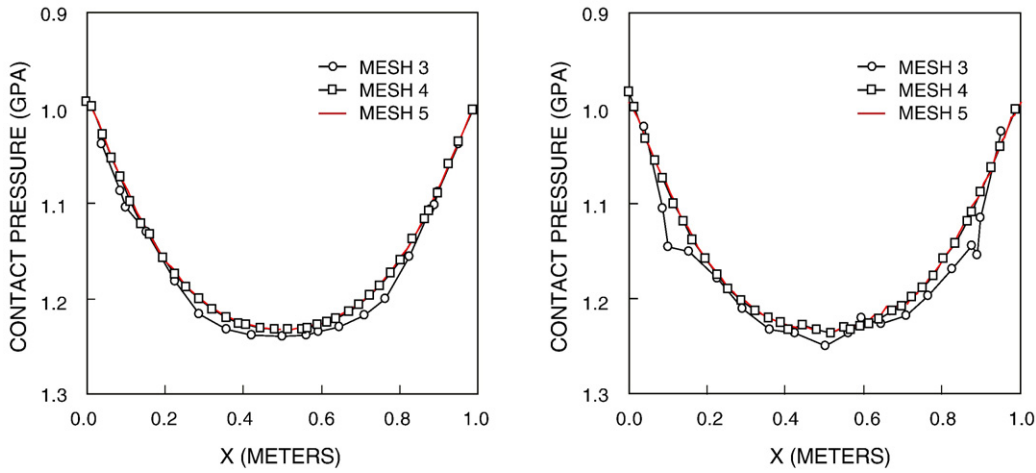 0.9
1.0
1.1
1.2
1.3
CONTACT PRESSURE (GPA)
MESH 3
MESH 4
MESH 5
0.0 0.2 0.4 0.6 0.8 1.0
X (METERS)
0.9
1.0
1.1
1.2
1.3
CONTACT PRESSURE (GPA)
MESH 3
MESH 4
MESH 5
0.0 0.2 0.4 0.6 0.8 1.0
X (METERS)